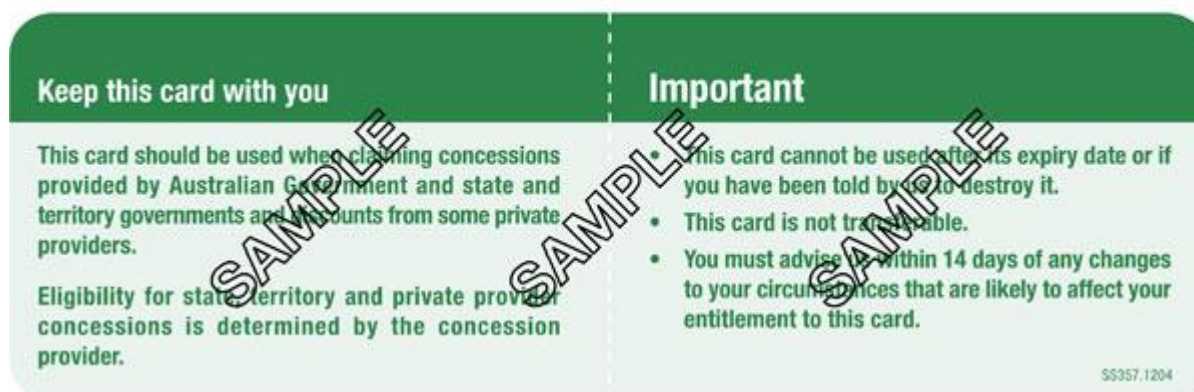 Keep this card with you
This card should be used when claiming concessions
provided by Australian Government and state and
territory governments and discounts from some private
providers.
Eligibility for state, territory and private provider
concessions is determined by the concession
provider.
Important
• This card cannot be used after its expiry date or if
you have been told by us to destroy it.
• This card is not transferable.
• You must advise us within 14 days of any changes
to your circumstances that are likely to affect your
entitlement to this card.
SS357.1204
SAMPLE
SAMPLE
SAMPLE